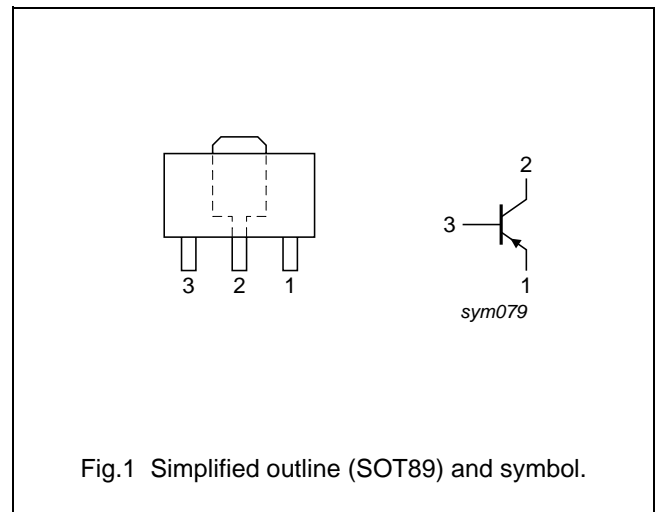 3 2 1
2
3
1
sym079
Fig.1 Simplified outline (SOT89) and symbol.